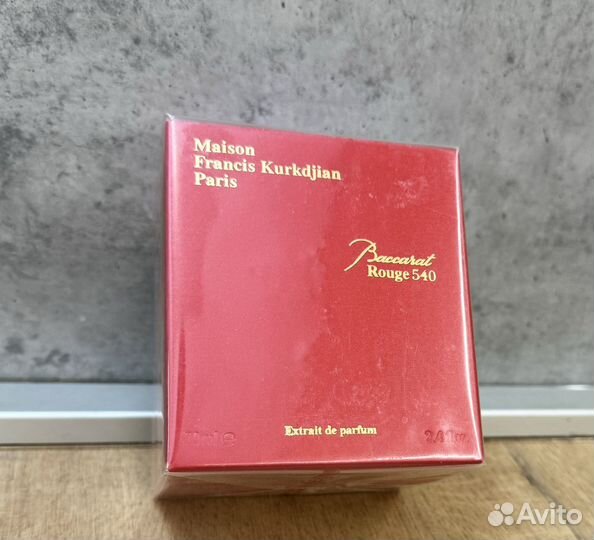 Maison
Francis Kurkdjian
Paris
Baccarat
Rouge 540
Extrait de parfum
Avito